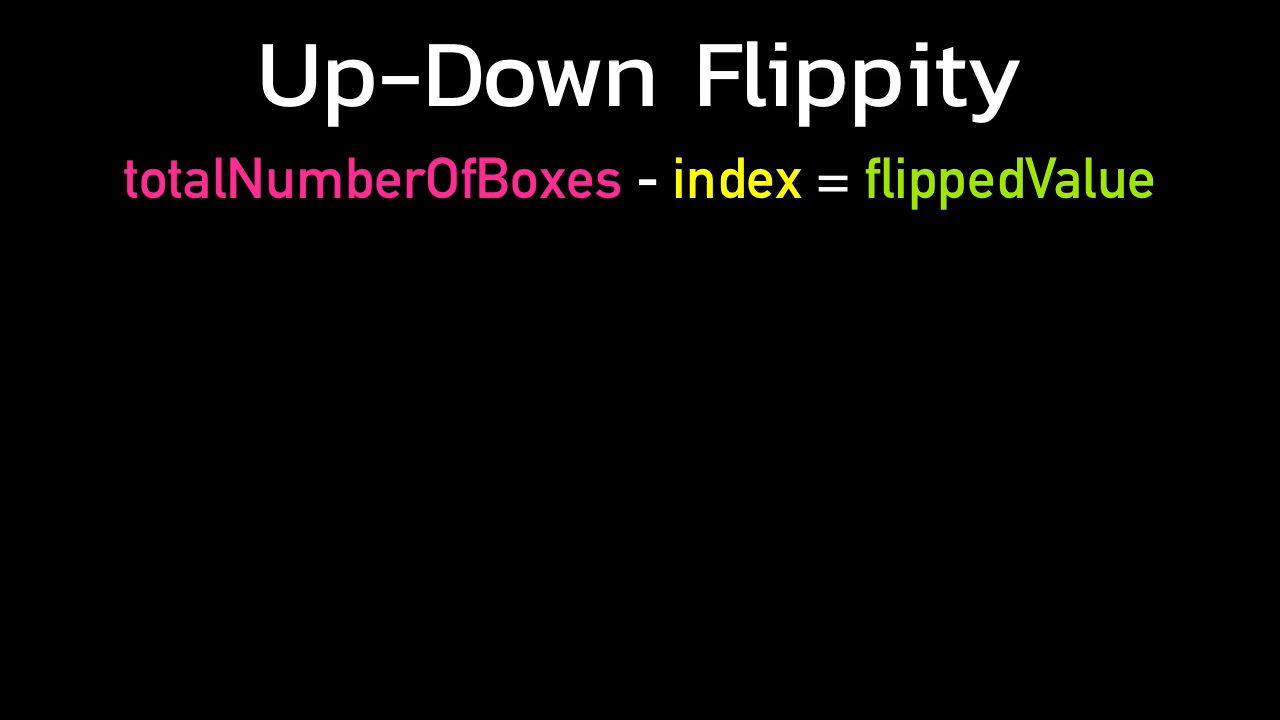 Up-Down Flippity
totalNumberOfBoxes - index = flippedValue